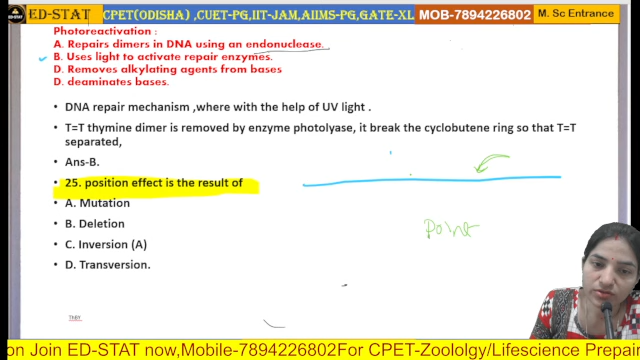 ED-STAT CPET(ODISHA) ,CUET-PG,IIT-JAM,AIIMS-PG,GATE-XL MOB-7894226802 M. Sc Entrance
Photoreactivation :
A. Repairs dimers in DNA using an endonuclease.
B. Uses light to activate repair enzymes.
D. Removes alkylating agents from bases
D. deaminates bases.
• DNA repair mechanism ,where with the help of UV light .
• T=T thymine dimer is removed by enzyme photolyase, it break the cyclobutene ring so that T=T
separated,
• Ans-B.
• 25. position effect is the result of
• A. Mutation
• B. Deletion
• C. Inversion (A)
• D. Transversion.
Point
on Join ED-STAT now,Mobile-7894226802For CPET-Zoololgy/Lifescience Prepair